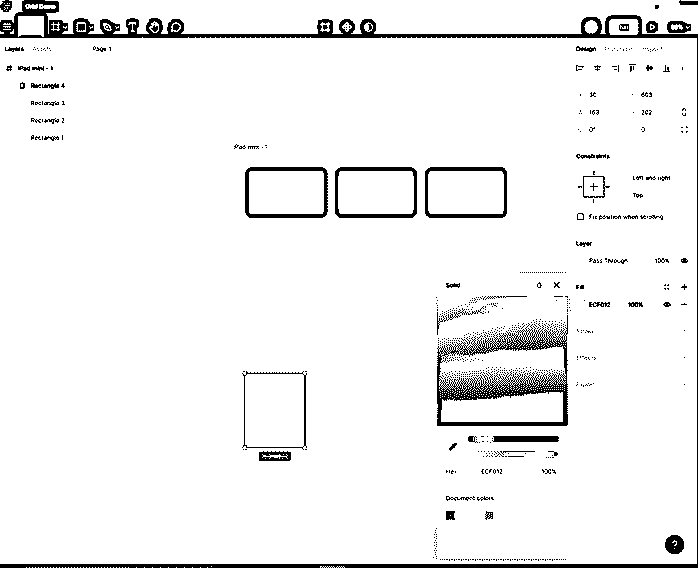 Grid Demo
Layers Assets Page 1
Design Prototype Inspect
iPad mini - 1
Rectangle 4
Rectangle 3
Rectangle 2
Rectangle 1
iPad mini - 1
603
163
202
0°
0
Constraints
Left and right
Top
Fix position when scrolling
Layer
Pass Through 100%
Solid
Fill
ECF012 100%
Stroke
Effects
Export
Hex ECF012 100%
Document colors
?